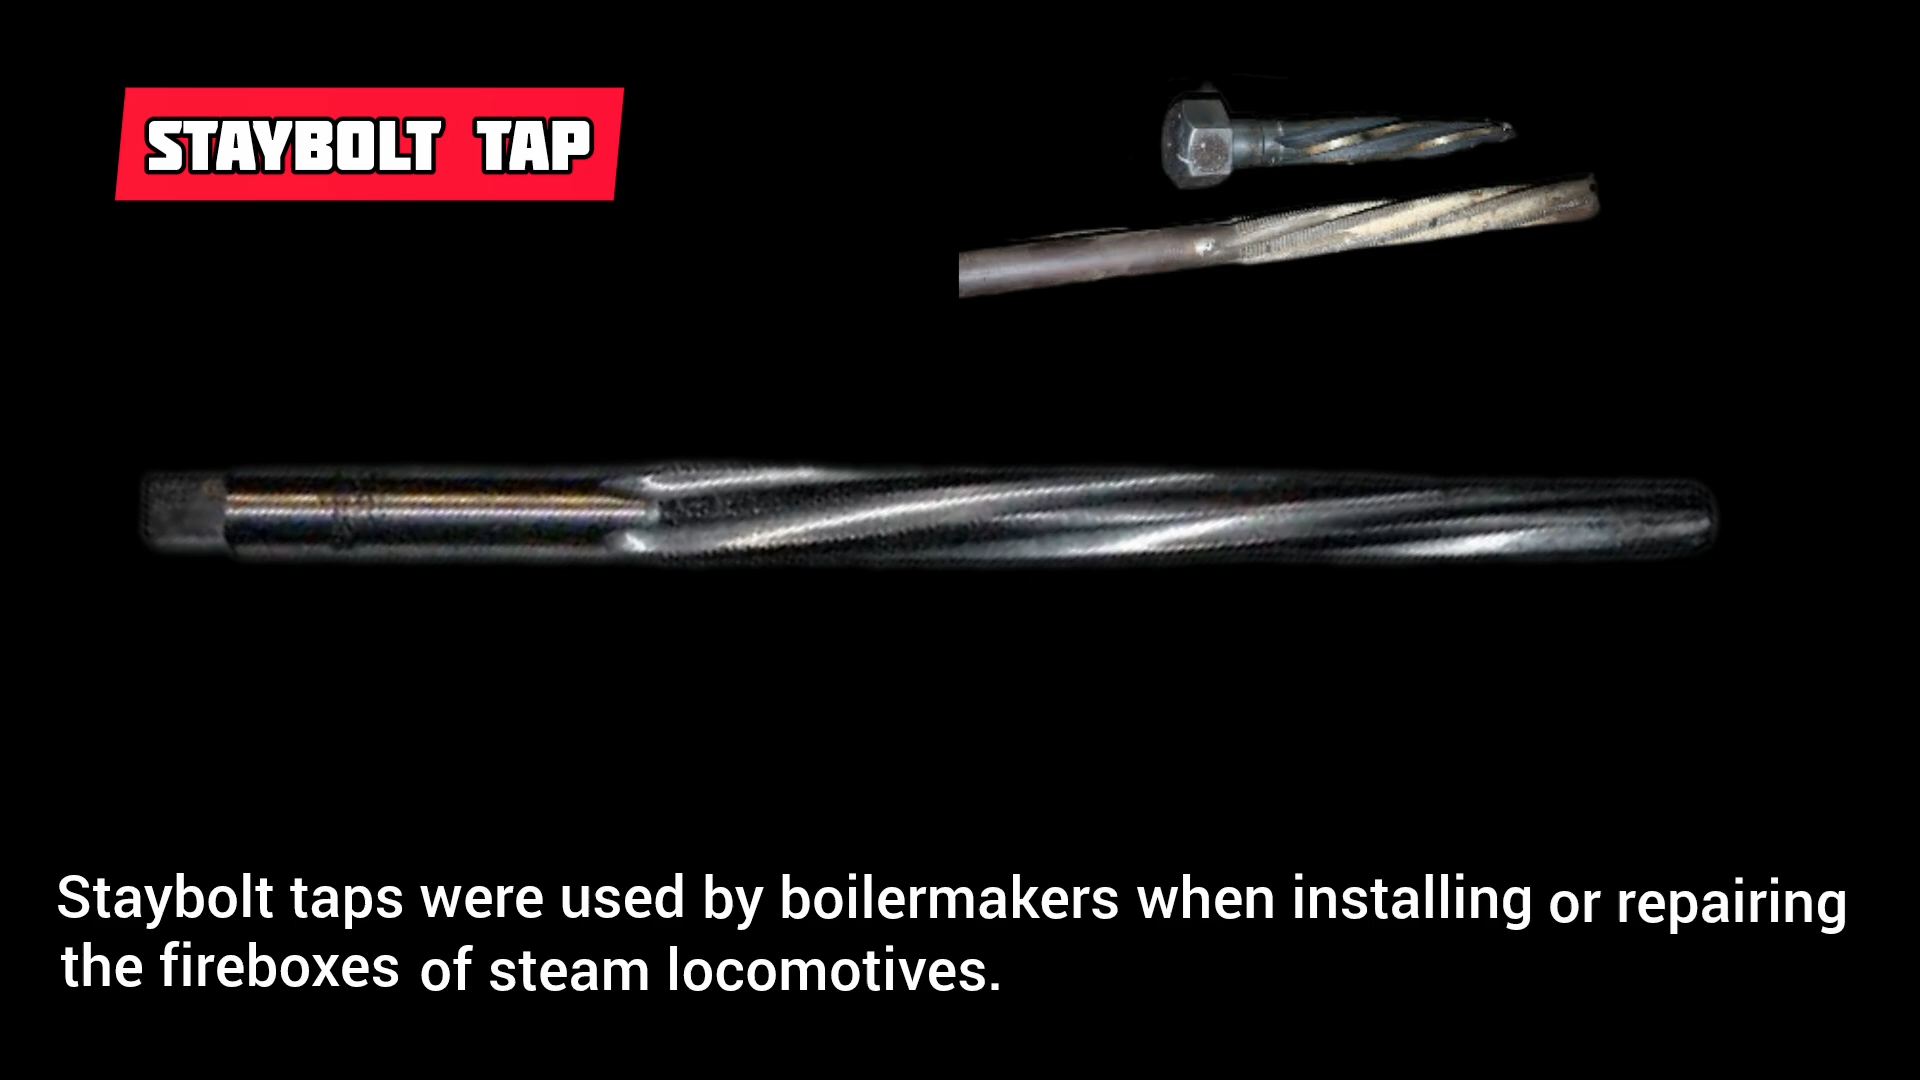 STAYBOLT TAP
Staybolt taps were used by boilermakers when installing or repairing
the fireboxes of steam locomotives.